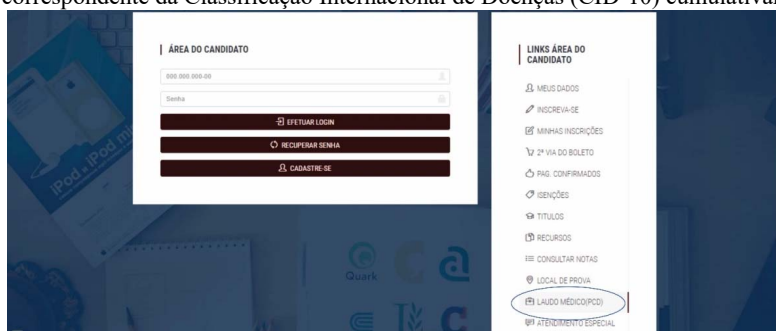 correspondente da Classificação Internacional de Doenças (CID-10) cumulativa
ÁREA DO CANDIDATO
000.000.000-00
Senha
EFETUAR LOGIN
RECUPERAR SENHA
CADASTRE-SE
LINKS ÁREA DO
CANDIDATO
MEUS DADOS
INSCREVA-SE
MINHAS INSCRIÇÕES
2ª VIA DO BOLETO
PAG. CONFIRMADOS
ISENÇÕES
TITULOS
RECURSOS
CONSULTAR NOTAS
LOCAL DE PROVA
LAUDO MÉDICO(PCD)
ATENDIMENTO ESPECIAL
iPod
iPod mi
Quark